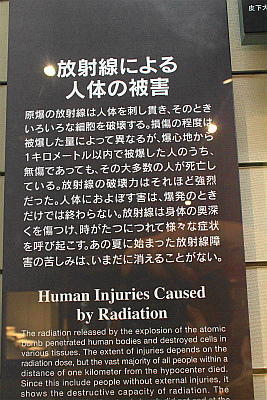 皮下大
放射線による
人体の被害
原爆の放射線は人体を刺し貫き、そのとき
いろいろな細胞を破壊する。損傷の程度は
被爆した量によって異なるが、爆心地から
1キロメートル以内で被爆した人のうち、
無傷であっても、その大多数の人が死亡し
ている。放射線の破壊力はそれほど強烈
だった。人体におよぼす害は、爆発のとき
だけでは終わらない。放射線は身体の奥深
くを傷つけ、時がたつにつれて様々な症状
を呼び起こす。あの夏に始まった放射線障
害の苦しみは、いまだに消えることがない。
Human Injuries Caused
by Radiation
The radiation released by the explosion of the atomic
bomb penetrated human bodies and destroyed cells in
various tissues. The extent of injuries depends on the
radiation dose, but the vast majority of all people within a
distance of one kilometer from the hypocenter died.
Since this include people without external injuries, it
shows the destructive capacity of radiation. The